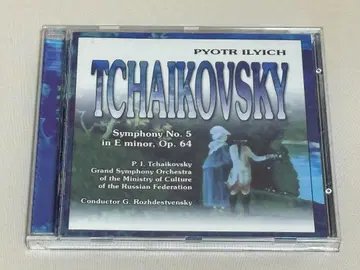 PYOTR ILYICH
TCHAIKOVSKY
Symphony No. 5
in E minor, Op. 64
P. I. Tchaikovsky
Grand Symphony Orchestra
of the Ministry of Culture
of the Russian Federation
Conductor G. Rozhdestvensky